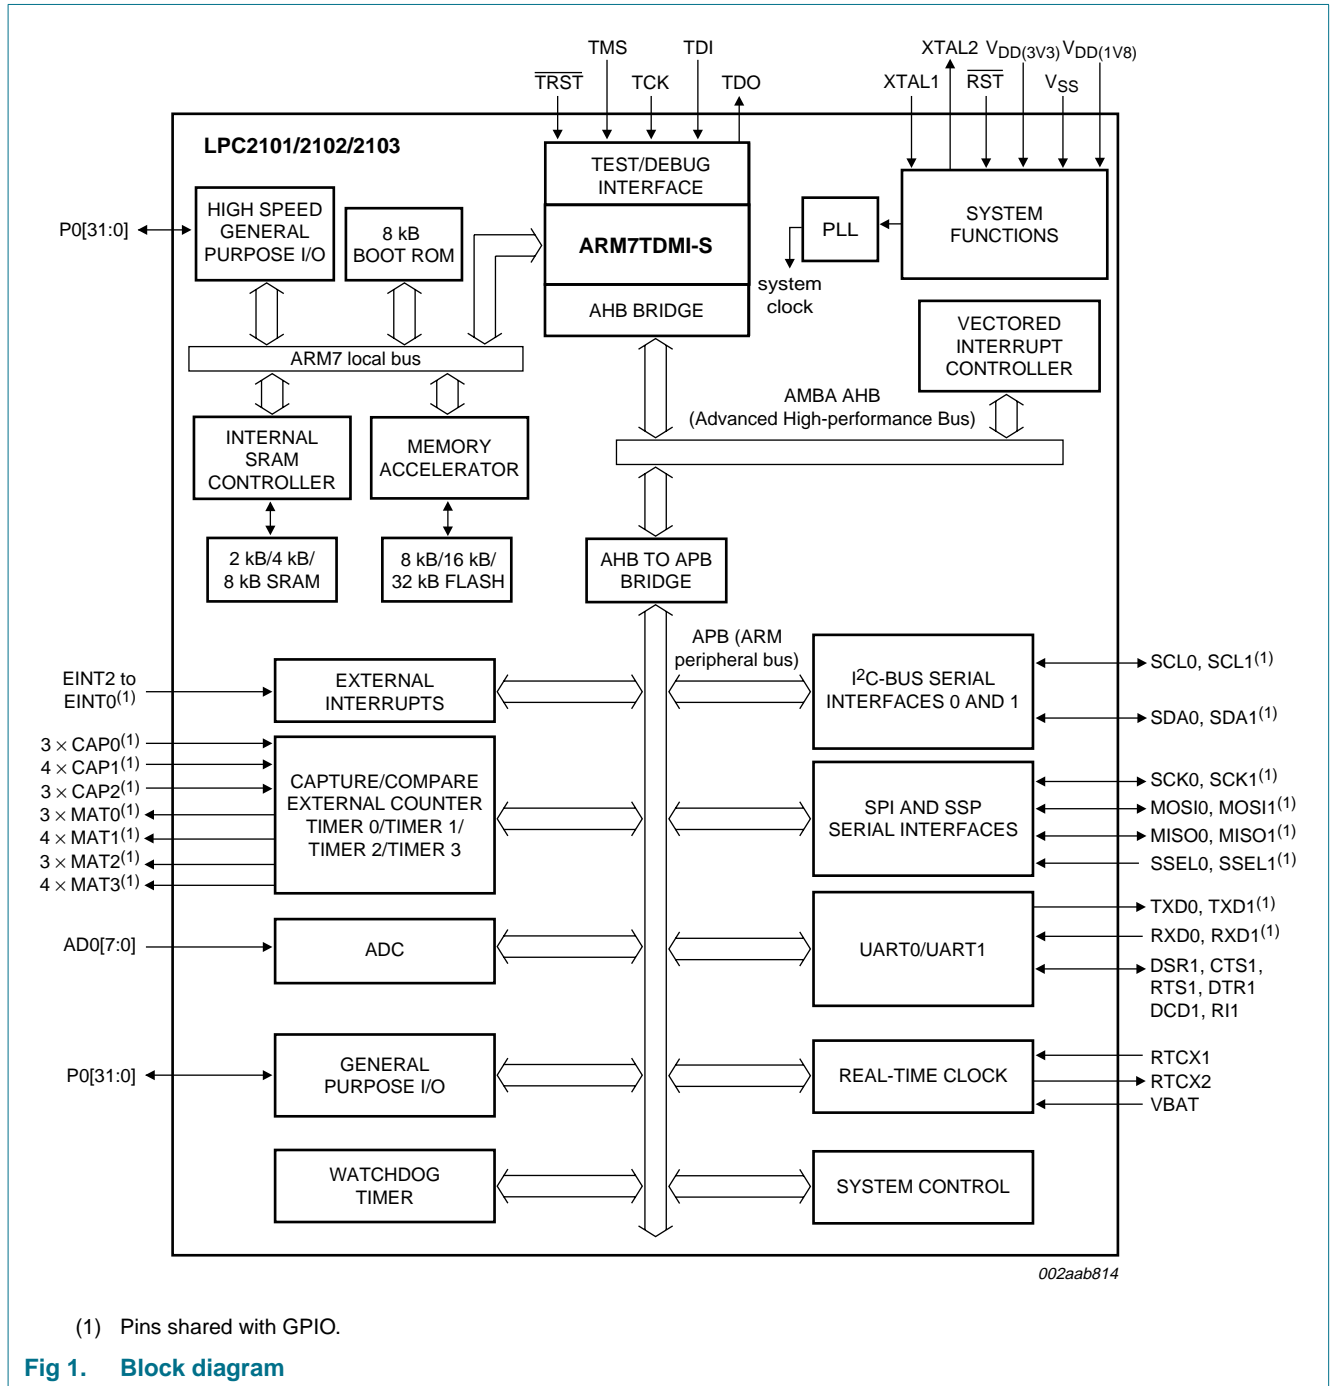 TMS TDI
TRST TCK TDO
XTAL2 VDD(3V3) VDD(1V8)
XTAL1 RST VSS
LPC2101/2102/2103
TEST/DEBUG
INTERFACE
ARM7TDMI-S
AHB BRIDGE
P0[31:0]
HIGH SPEED
GENERAL
PURPOSE I/O
8 kB
BOOT ROM
PLL
system
clock
SYSTEM
FUNCTIONS
VECTORED
INTERRUPT
CONTROLLER
ARM7 local bus
AMBA AHB
(Advanced High-performance Bus)
INTERNAL
SRAM
CONTROLLER
MEMORY
ACCELERATOR
2 kB/4 kB/
8 kB SRAM
8 kB/16 kB/
32 kB FLASH
AHB TO APB
BRIDGE
APB (ARM
peripheral bus)
EINT2 to
EINT0(1)
EXTERNAL
INTERRUPTS
I2C-BUS SERIAL
INTERFACES 0 AND 1
SCL0, SCL1(1)
SDA0, SDA1(1)
3 × CAP0(1)
4 × CAP1(1)
3 × CAP2(1)
3 × MAT0(1)
4 × MAT1(1)
3 × MAT2(1)
4 × MAT3(1)
CAPTURE/COMPARE
EXTERNAL COUNTER
TIMER 0/TIMER 1/
TIMER 2/TIMER 3
SPI AND SSP
SERIAL INTERFACES
SCK0, SCK1(1)
MOSI0, MOSI1(1)
MISO0, MISO1(1)
SSEL0, SSEL1(1)
AD0[7:0]
ADC
UART0/UART1
TXD0, TXD1(1)
RXD0, RXD1(1)
DSR1, CTS1,
RTS1, DTR1
DCD1, RI1
P0[31:0]
GENERAL
PURPOSE I/O
REAL-TIME CLOCK
RTCX1
RTCX2
VBAT
WATCHDOG
TIMER
SYSTEM CONTROL
002aab814
(1) Pins shared with GPIO.
Fig 1. Block diagram